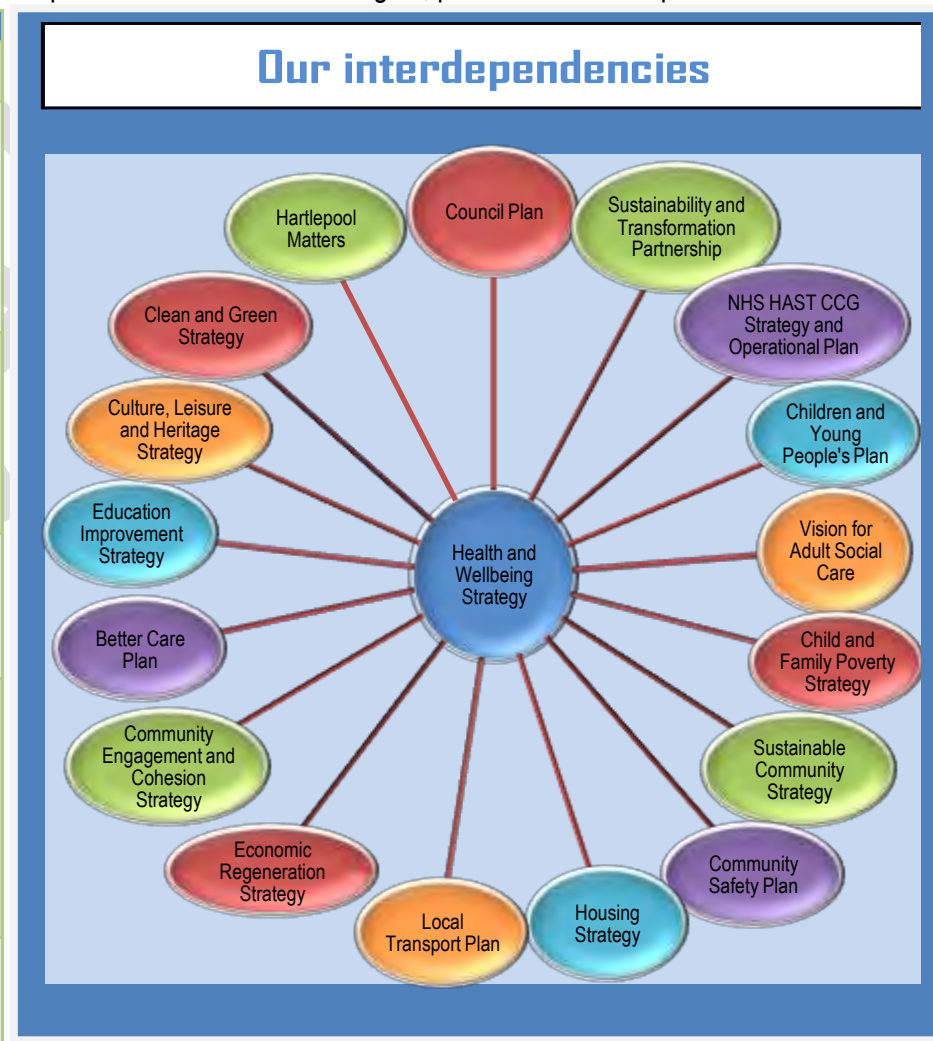 Our interdependencies
Council Plan
Sustainability and
Transformation
Partnership
NHS HAST CCG
Strategy and
Operational Plan
Children and
Young
People's Plan
Vision for
Adult Social
Care
Child and
Family Poverty
Strategy
Sustainable
Community
Strategy
Community
Safety Plan
Housing
Strategy
Local
Transport Plan
Economic
Regeneration
Strategy
Community
Engagement and
Cohesion
Strategy
Better Care
Plan
Education
Improvement
Strategy
Culture, Leisure
and Heritage
Strategy
Clean and Green
Strategy
Hartlepool
Matters
Health and
Wellbeing
Strategy